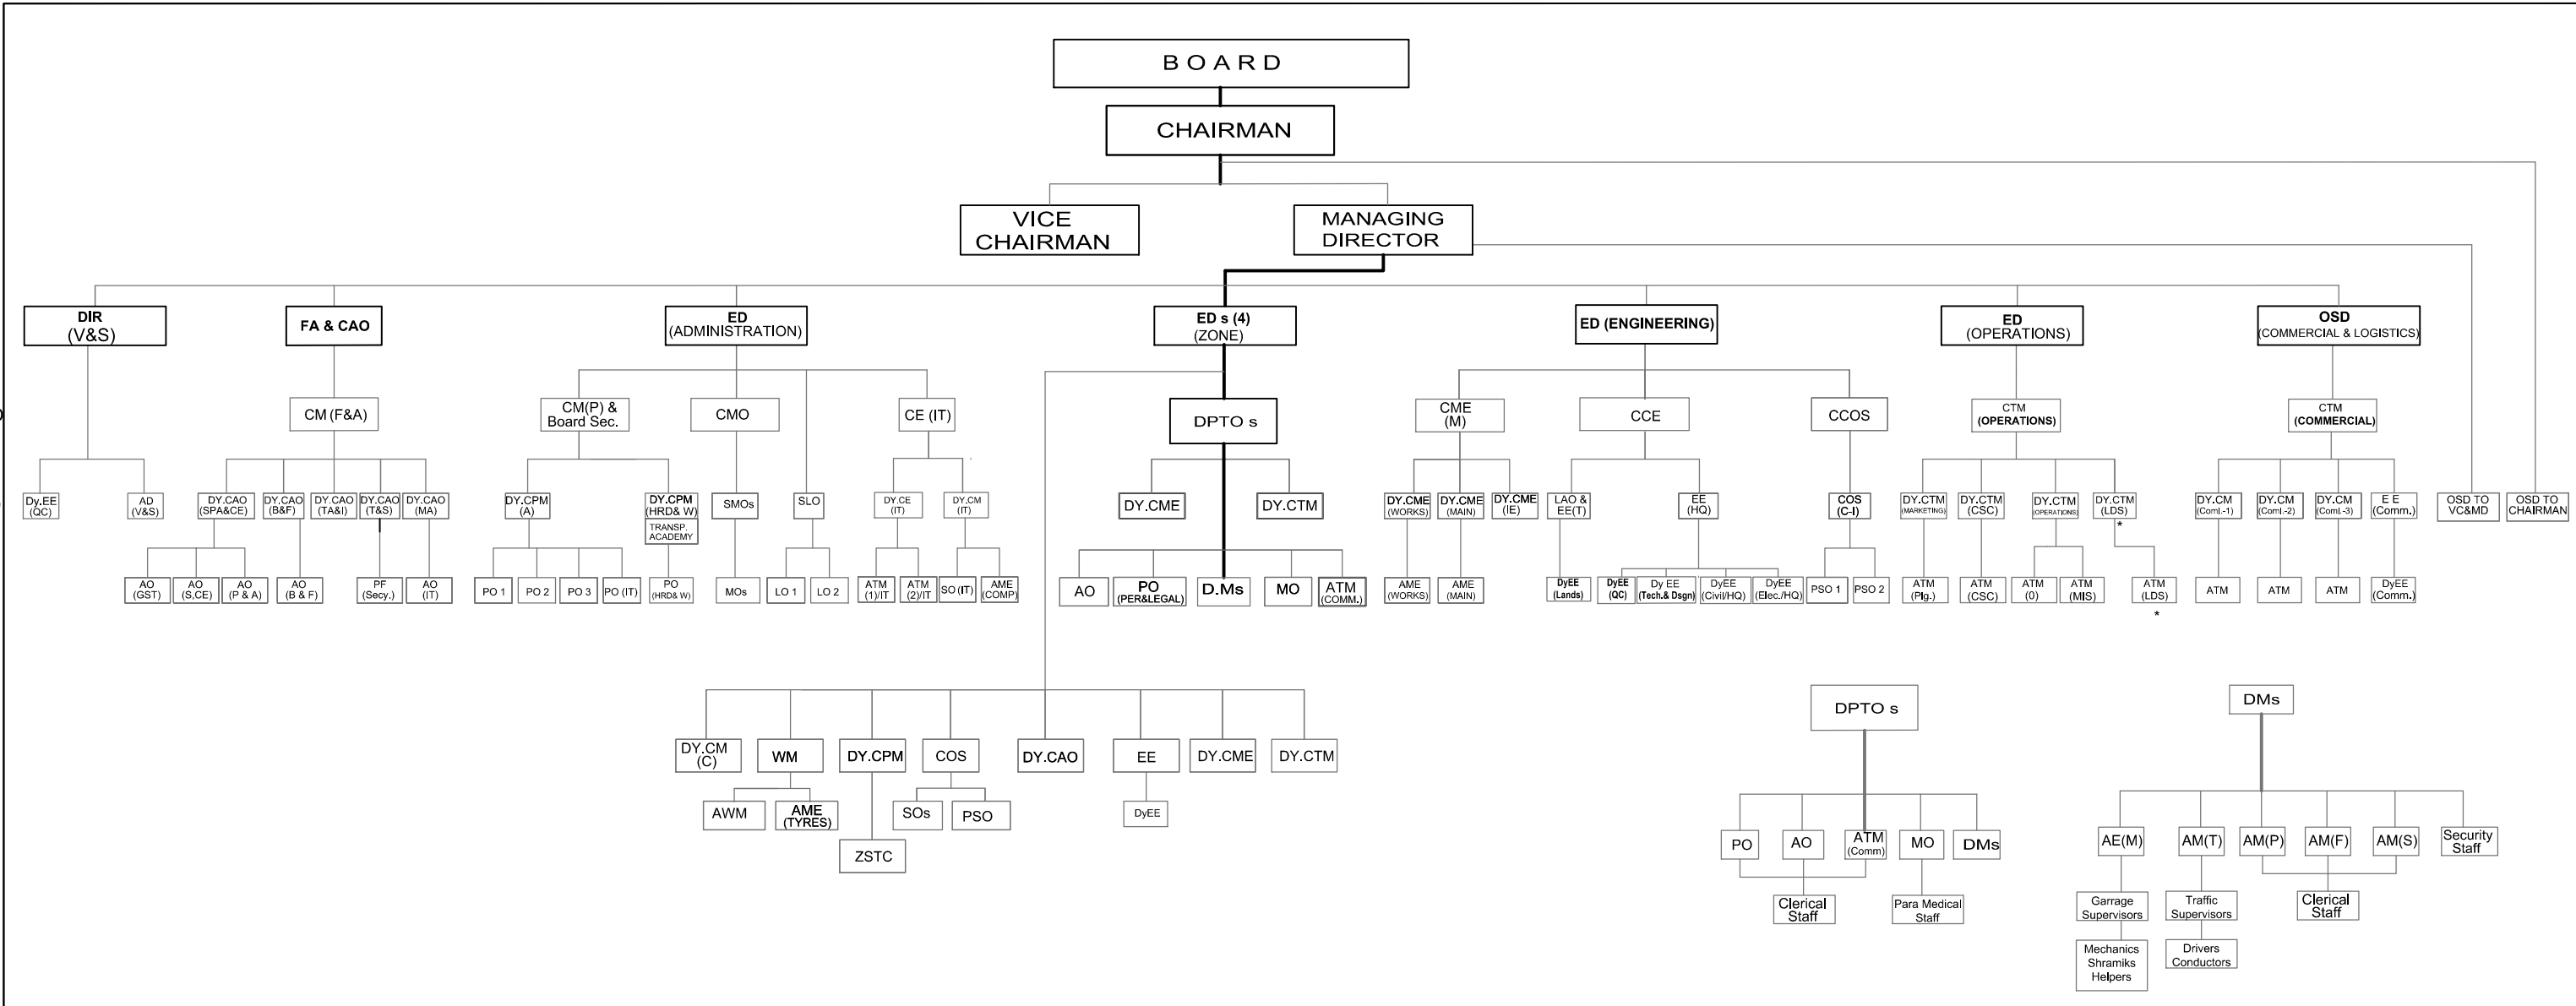 B O A R D
CHAIRMAN
VICE
CHAIRMAN
MANAGING
DIRECTOR
DIR
(V&S)
FA & CAO
ED
(ADMINISTRATION)
ED s (4)
(ZONE)
ED (ENGINEERING)
ED
(OPERATIONS)
OSD
(COMMERCIAL & LOGISTICS)
CM (F&A)
CM(P) &
Board Sec.
CMO
CE (IT)
DPTO s
CME
(M)
CCE
CCOS
CTM
(OPERATIONS)
CTM
(COMMERCIAL)
Dy.EE
(QC)
AD
(V&S)
DY.CAO
(SPA&CE)
DY.CAO
(B&F)
DY.CAO
(TA&I)
DY.CAO
(T&S)
DY.CAO
(MA)
DY.CPM
(A)
DY.CPM
(HRD& W)
TRANSP.
ACADEMY
SMOs
SLO
DY.CE
(IT)
DY.CM
(IT)
DY.CME
DY.CTM
DY.CME
(WORKS)
DY.CME
(MAIN)
DY.CME
(IE)
LAO &
EE(T)
EE
(HQ)
COS
(C-I)
DY.CTM
(MARKETING)
DY.CTM
(CSC)
DY.CTM
(OPERATIONS)
DY.CTM
(LDS)
*
DY.CM
(Coml.-1)
DY.CM
(Coml.-2)
DY.CM
(Coml.-3)
E E
(Comm.)
OSD TO
VC&MD
OSD TO
CHAIRMAN
AO
(GST)
AO
(S,CE)
AO
(P & A)
AO
(B & F)
PF
(Secy.)
AO
(IT)
PO 1
PO 2
PO 3
PO (IT)
PO
(HRD& W)
MOs
LO 1
LO 2
ATM
(1)/IT
ATM
(2)/IT
SO (IT)
AME
(COMP)
AO
PO
(PER&LEGAL)
D.Ms
MO
ATM
(COMM.)
AME
(WORKS)
AME
(MAIN)
DyEE
(Lands)
DyEE
(QC)
Dy EE
(Tech.& Dsgn)
DyEE
(Civil/HQ)
DyEE
(Elec./HQ)
PSO 1
PSO 2
ATM
(Plg.)
ATM
(CSC)
ATM
(0)
ATM
(MIS)
ATM
(LDS)
*
ATM
ATM
ATM
DyEE
(Comm.)
DY.CM
(C)
WM
DY.CPM
COS
DY.CAO
EE
DY.CME
DY.CTM
AWM
AME
(TYRES)
SOs
PSO
DyEE
ZSTC
DPTO s
PO
AO
ATM
(Comm)
MO
DMs
Clerical
Staff
Para Medical
Staff
DMs
AE(M)
AM(T)
AM(P)
AM(F)
AM(S)
Security
Staff
Garrage
Supervisors
Traffic
Supervisors
Clerical
Staff
Mechanics
Shramiks
Helpers
Drivers
Conductors